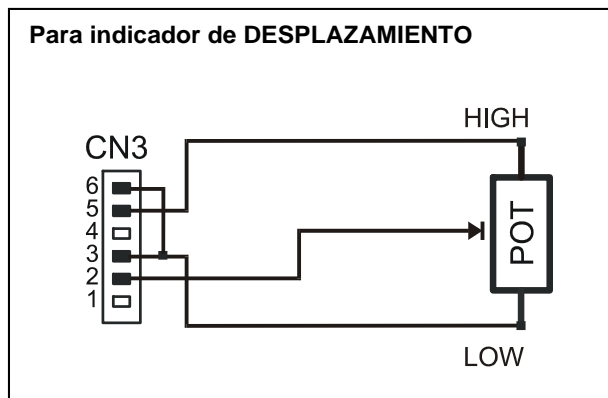 Para indicador de DESPLAZAMIENTO
HIGH
CN3
6
5
4
3
2
1
POT
LOW